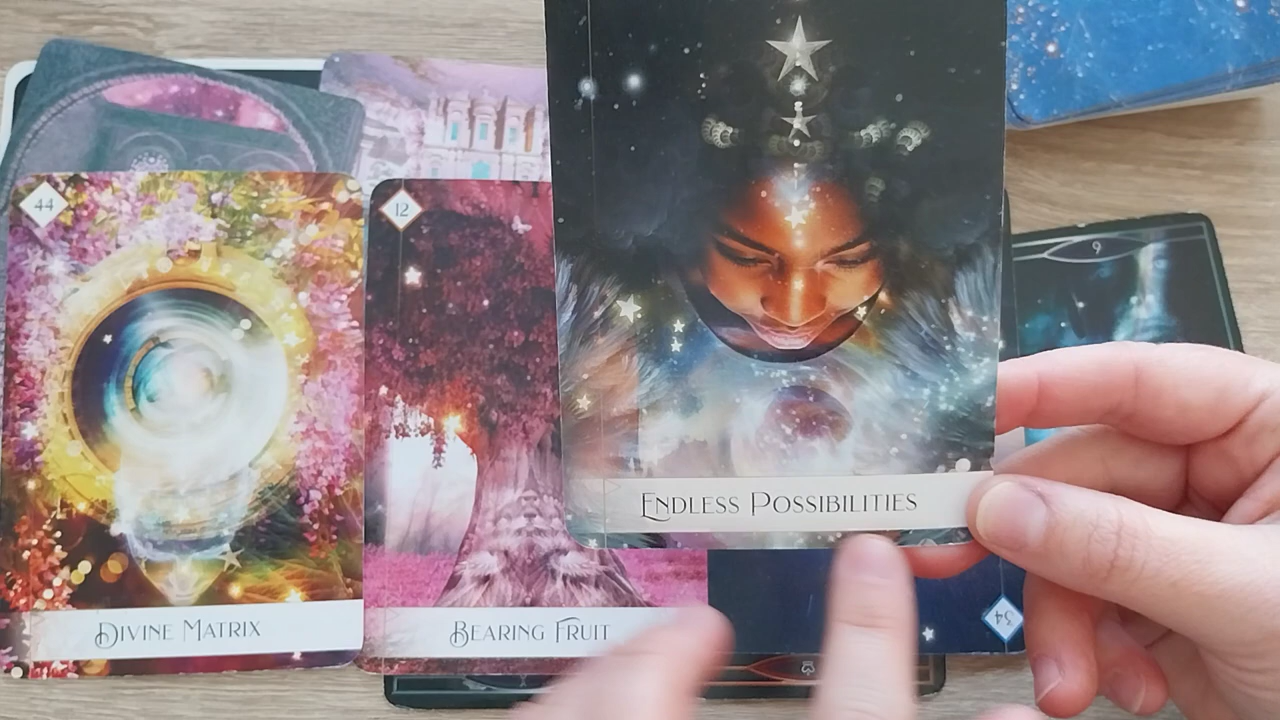 44
12
9
ENDLESS POSSIBILITIES
DIVINE MATRIX
BEARING FRUIT
34